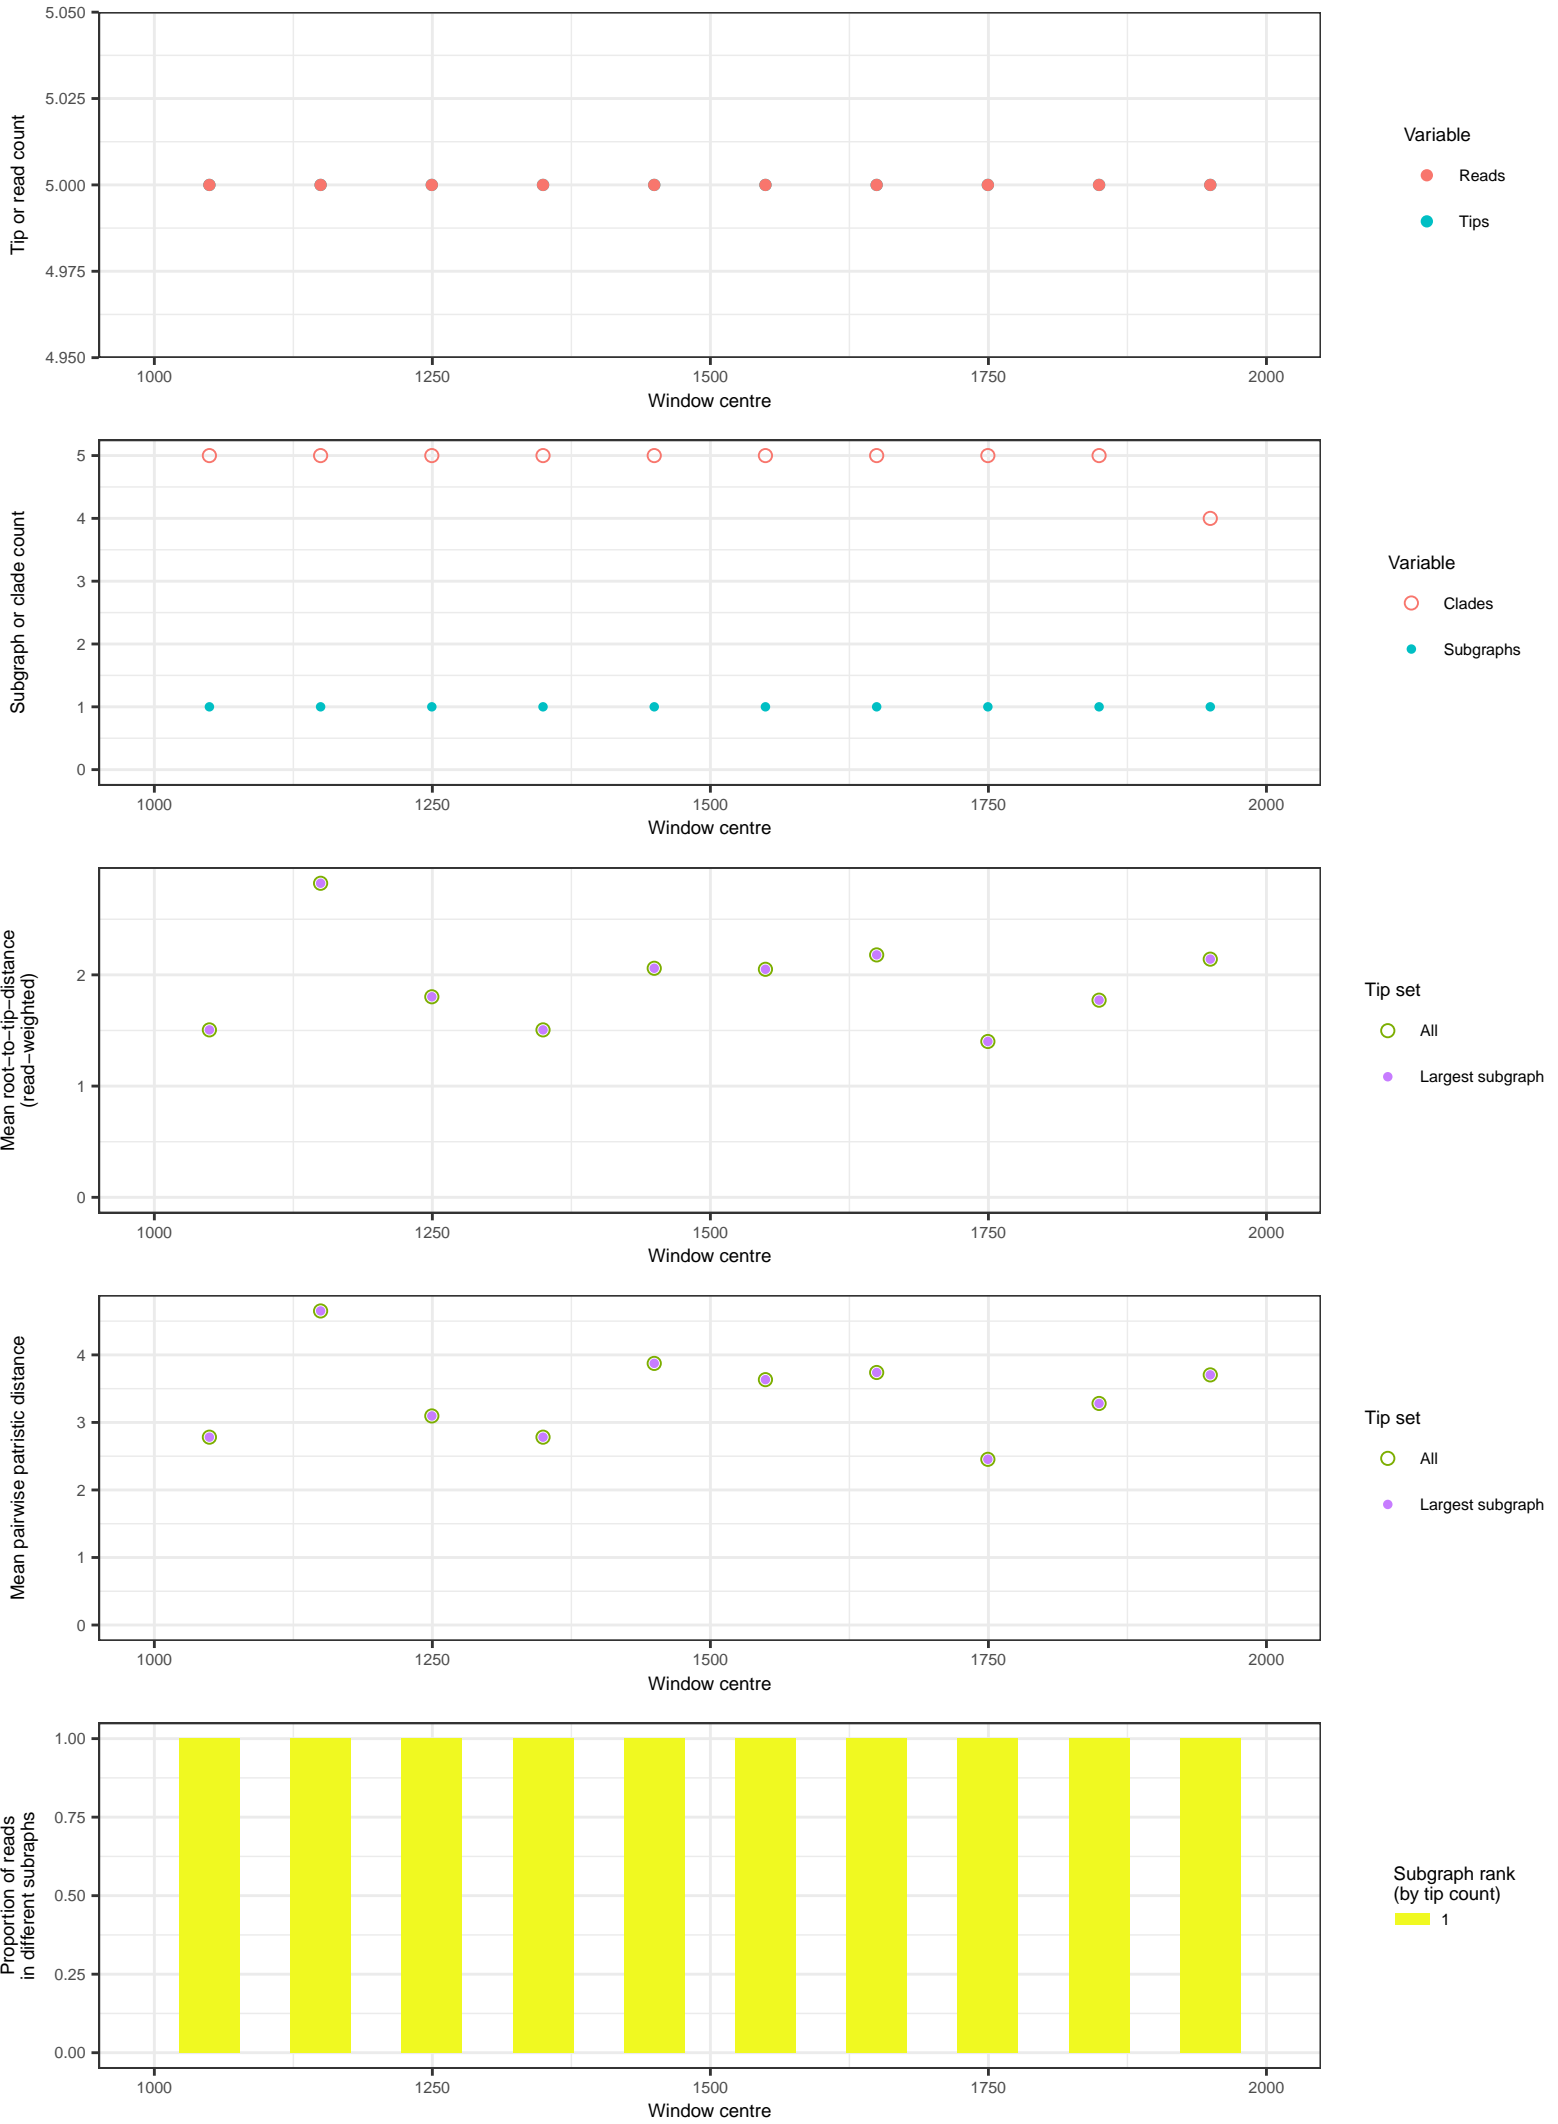 5.050
5.025
5.000
4.975
4.950
Tip or read count
1000 1250 1500 1750 2000
Window centre
Variable
Reads
Tips
5
4
3
2
1
0
Subgraph or clade count
1000 1250 1500 1750 2000
Window centre
Variable
Clades
Subgraphs
2
1
0
Mean root−to−tip−distance
(read−weighted)
1000 1250 1500 1750 2000
Window centre
Tip set
All
Largest subgraph
4
3
2
1
0
Mean pairwise patristic distance
1000 1250 1500 1750 2000
Window centre
Tip set
All
Largest subgraph
1.00
0.75
0.50
0.25
0.00
Proportion of reads
in different subraphs
1000 1250 1500 1750 2000
Window centre
Subgraph rank
(by tip count)
1